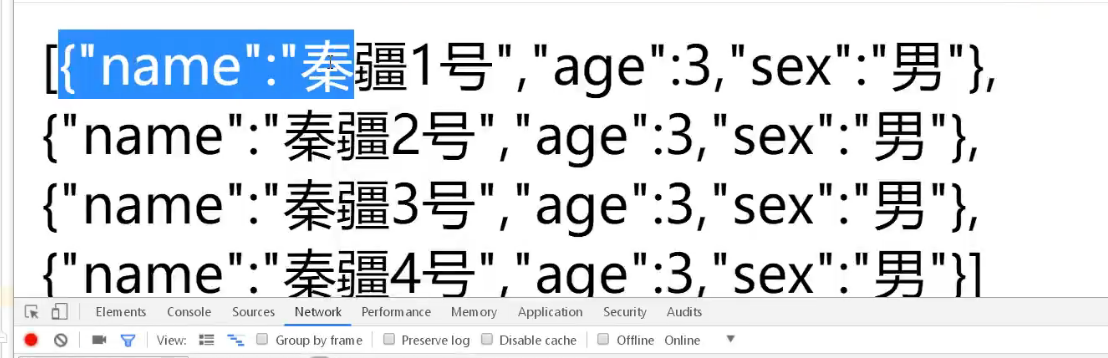 [{"name":"秦疆1号","age":3,"sex":"男"},
{"name":"秦疆2号","age":3,"sex":"男"},
{"name":"秦疆3号","age":3,"sex":"男"},
{"name":"秦疆4号","age":3,"sex":"男"}]
Elements Console Sources Network Performance Memory Application Security Audits
View: Group by frame Preserve log Disable cache Offline Online